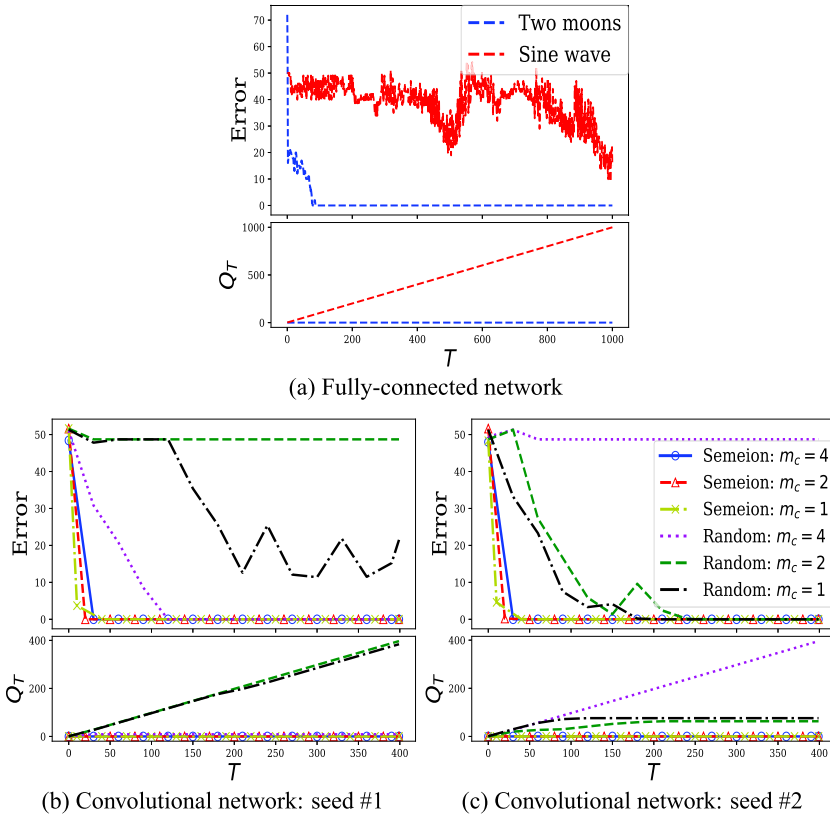 Two moons
Sine wave
Error
70
60
50
40
30
20
10
0
Q_T
1000
500
0
0 200 400 600 800 1000
T
(a) Fully-connected network
Error
50
40
30
20
10
0
Q_T
400
200
0
0 50 100 150 200 250 300 350 400
T
(b) Convolutional network: seed #1
Error
50
40
30
20
10
0
Semeion: m_c = 4
Semeion: m_c = 2
Semeion: m_c = 1
Random: m_c = 4
Random: m_c = 2
Random: m_c = 1
Q_T
400
200
0
0 50 100 150 200 250 300 350 400
T
(c) Convolutional network: seed #2